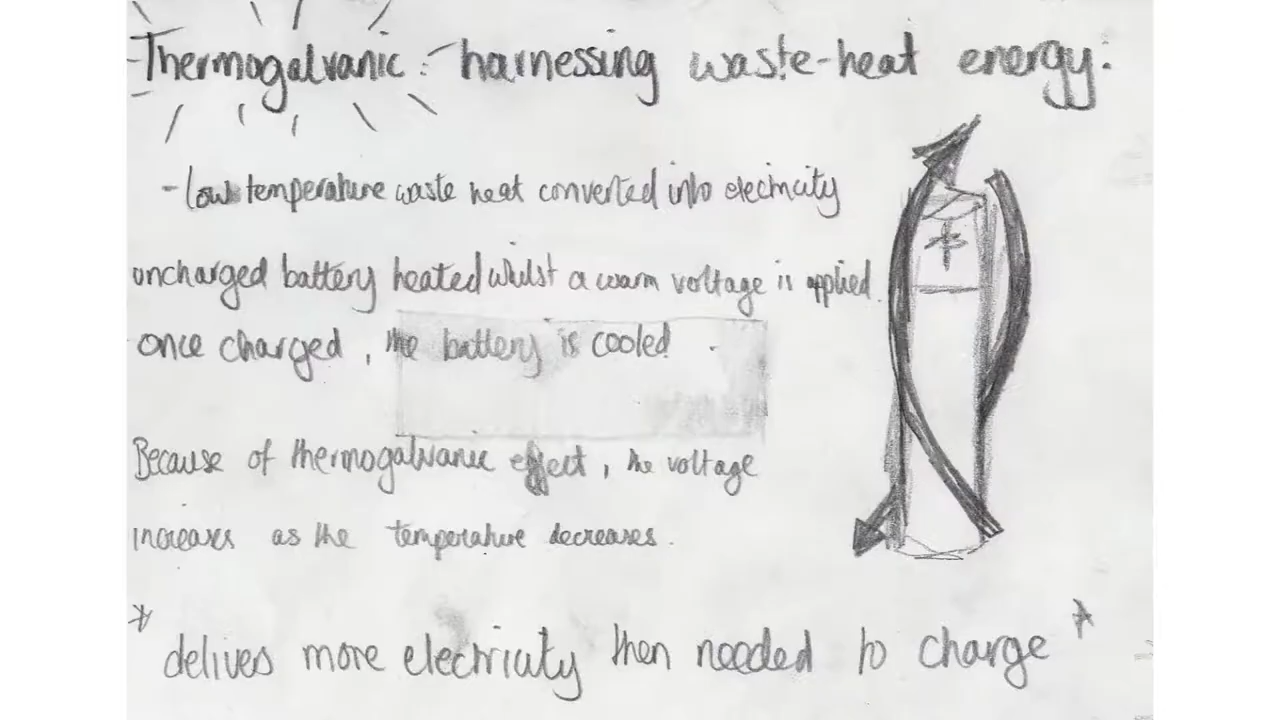 Thermogalvanic : harnessing waste-heat energy:
- low temperature waste heat converted into electricity
uncharged battery heated whilst a warm voltage is applied.
once charged, the battery is cooled .
Because of thermogalvanic effect, the voltage
increases as the temperature decreases.
* delivers more electricity then needed to charge *
+